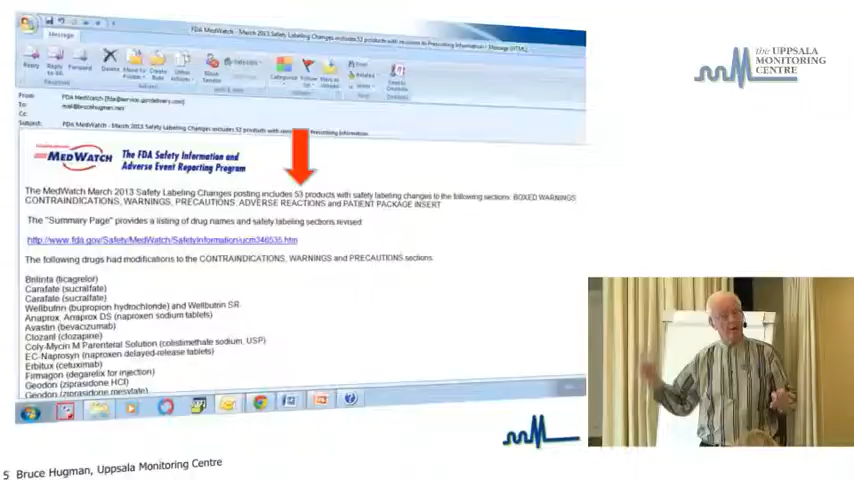 FDA MedWatch - March 2013 Safety Labeling Changes includes 53 products with revisions to Prescribing Information - Message (HTML)
Message
Reply
Reply to All
Forward
Delete
Move to Folder
Create Rule
Other Actions
Block Sender
Categorize
Follow Up
Find
Related
From:
To:
mail@brucehugman.net
Cc:
Subject:
FDA MedWatch - March 2013 Safety Labeling Changes includes 53 products with Prescribing Information.
MEDWATCH
The FDA Safety Information and
Adverse Event Reporting Program
The MedWatch March 2013 Safety Labeling Changes posting includes 53 products with safety labeling changes to the following sections: BOXED WARNINGS,
CONTRAINDICATIONS, WARNINGS, PRECAUTIONS, ADVERSE REACTIONS and PATIENT PACKAGE INSERT
The "Summary Page" provides a listing of drug names and safety labeling sections revised:
http://www.fda.gov/Safety/MedWatch/SafetyInformation/ucm346535.htm
The following drugs had modifications to the CONTRAINDICATIONS, WARNINGS and PRECAUTIONS sections.
Brilinta (ticagrelor)
Carafate (sucralfate)
Carafate (sucralfate)
Wellbutrin (bupropion hydrochloride) and Wellbutrin SR
Anaprox, Anaprox DS (naproxen sodium tablets)
Avastin (bevacizumab)
Clozaril (clozapine)
Coly-Mycin M Parenteral Solution (colistimethate sodium, USP)
EC-Naprosyn (naproxen delayed-release tablets)
Erbitux (cetuximab)
Firmagon (degarelix for injection)
Geodon (ziprasidone HCl)
Geodon (ziprasidone mesylate)
the UPPSALA
MONITORING
CENTRE
5 Bruce Hugman, Uppsala Monitoring Centre